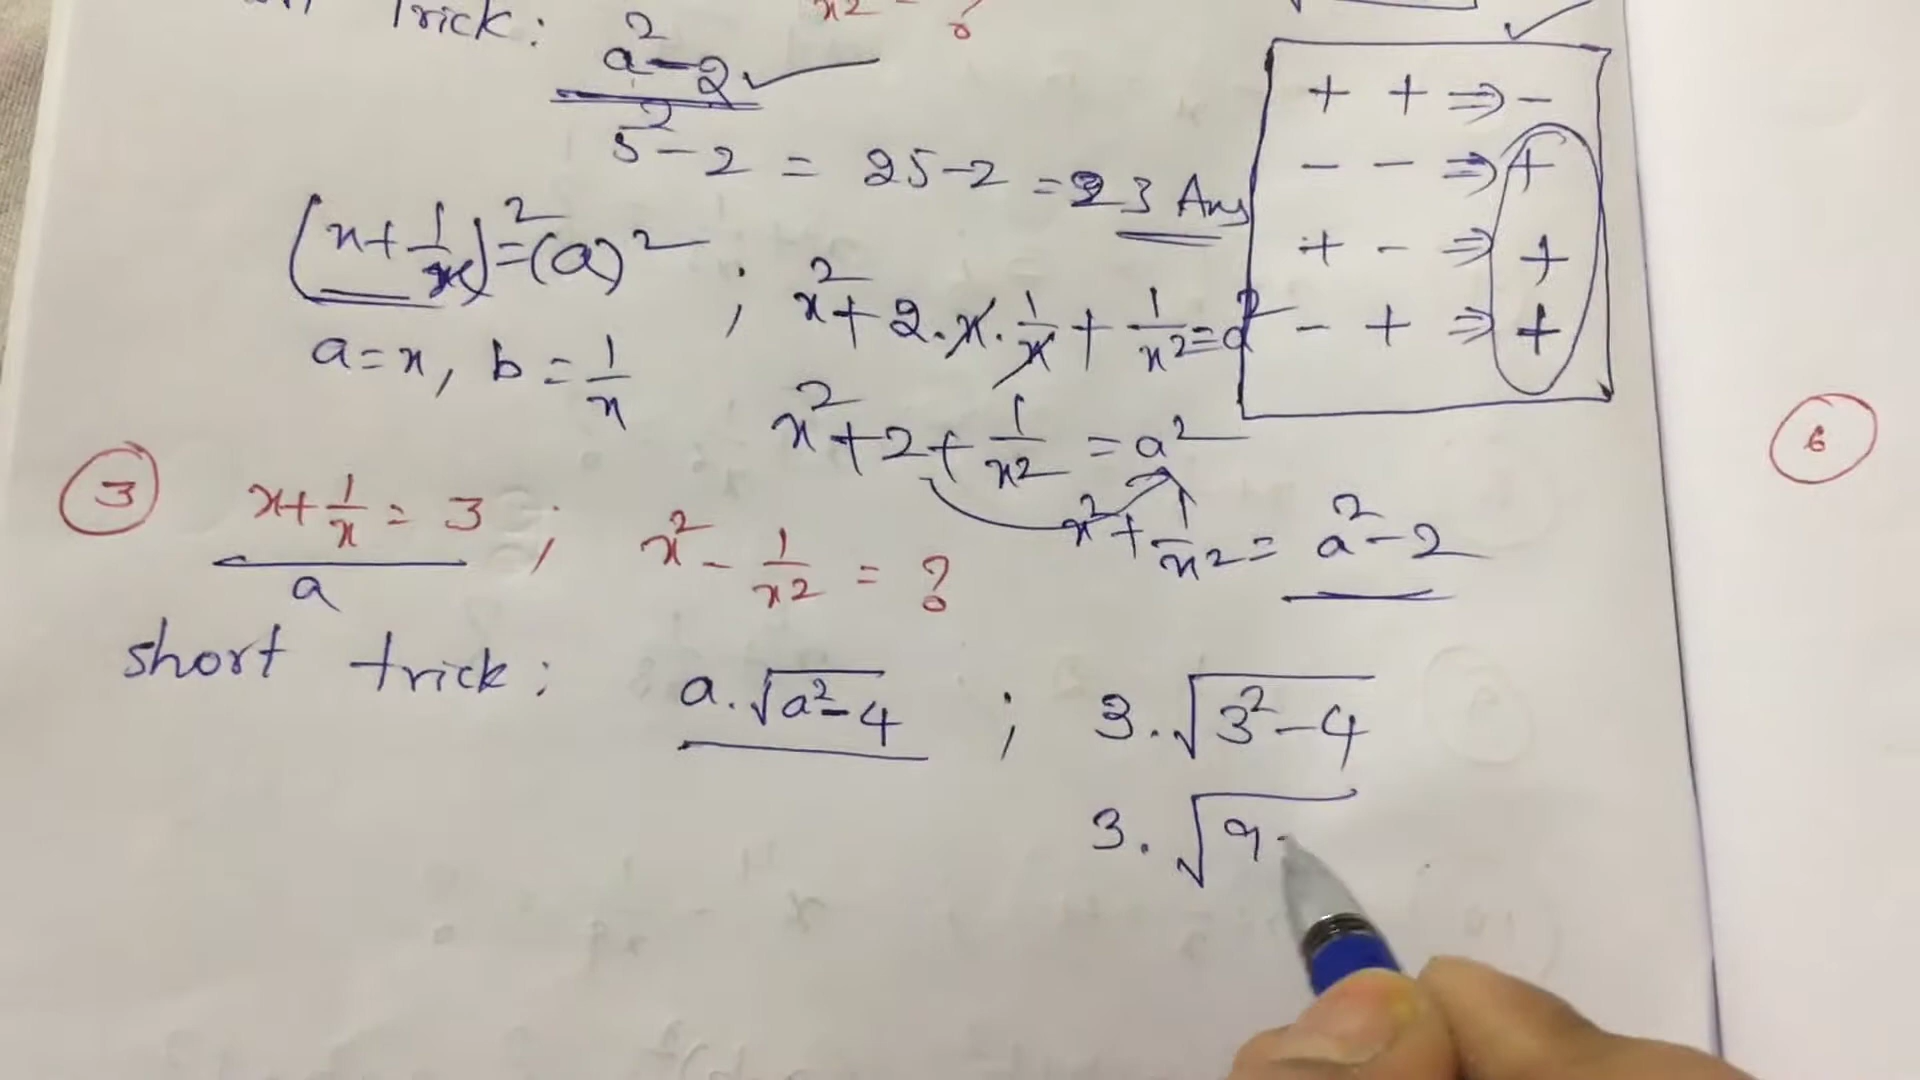 Trick: a² - 2
x2 = ?
5² - 2 = 25 - 2 = 23 Ans
+ + ⇒ -
- - ⇒ +
+ - ⇒ +
- + ⇒ +
(x + 1/x)² = (a)² ; x² + 2 . x . 1/x + 1/x2 = a²
a = x, b = 1/x
x² + 2 + 1/x2 = a2
x² + 1/x2 = a² - 2
3 x + 1/x = 3 ; x² - 1/x2 = ?
a
short trick : a . √a² - 4 ; 3 . √3² - 4
3 . √9 -
6